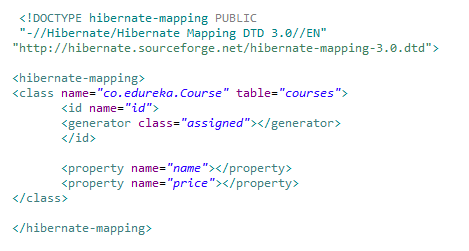 <!DOCTYPE hibernate-mapping PUBLIC
"-//Hibernate/Hibernate Mapping DTD 3.0//EN"
"http://hibernate.sourceforge.net/hibernate-mapping-3.0.dtd">
<hibernate-mapping>
<class name="co.edureka.Course" table="courses">
<id name="id">
<generator class="assigned"></generator>
</id>
<property name="name"></property>
<property name="price"></property>
</class>
</hibernate-mapping>